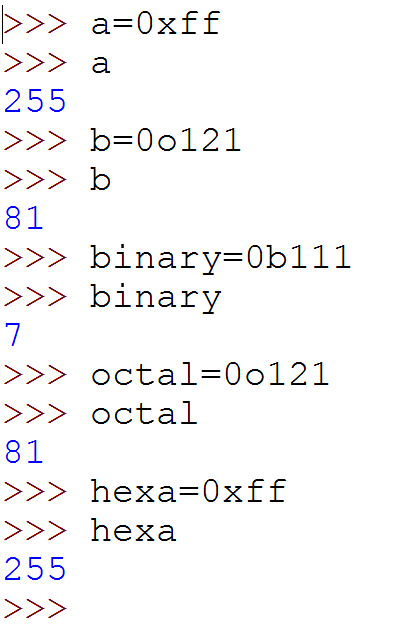 >>> a=0xff
>>> a
255
>>> b=0o121
>>> b
81
>>> binary=0b111
>>> binary
7
>>> octal=0o121
>>> octal
81
>>> hexa=0xff
>>> hexa
255
>>>